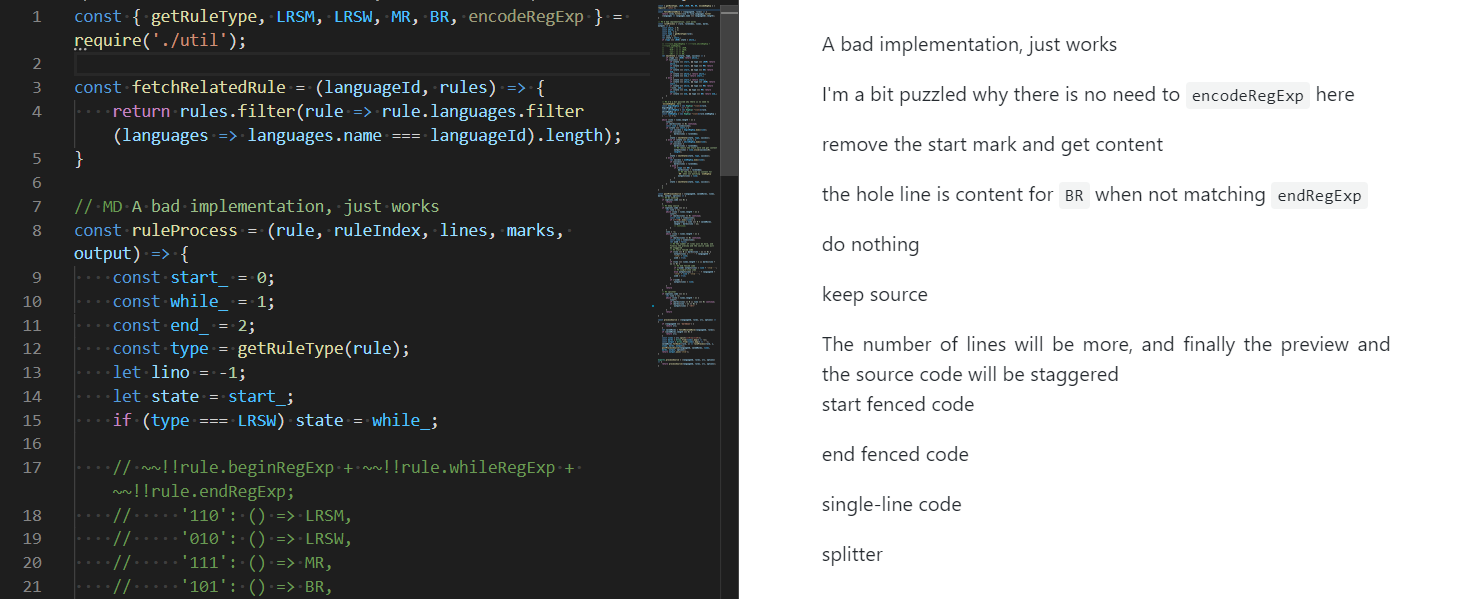 1 const { getRuleType, LRSM, LRSW, MR, BR, encodeRegExp } =
require('./util');
2
3 const fetchRelatedRule = (languageId, rules) => {
4 return rules.filter(rule => rule.languages.filter
(languages => languages.name === languageId).length);
5 }
6
7 // MD A bad implementation, just works
8 const ruleProcess = (rule, ruleIndex, lines, marks,
output) => {
9 const start_ = 0;
10 const while_ = 1;
11 const end_ = 2;
12 const type = getRuleType(rule);
13 let lino = -1;
14 let state = start_;
15 if (type === LRSW) state = while_;
16
17 // ~~!!rule.beginRegExp + ~~!!rule.whileRegExp +
~~!!rule.endRegExp;
18 // '110': () => LRSM,
19 // '010': () => LRSW,
20 // '111': () => MR,
21 // '101': () => BR,
A bad implementation, just works
I'm a bit puzzled why there is no need to encodeRegExp here
remove the start mark and get content
the hole line is content for BR when not matching endRegExp
do nothing
keep source
The number of lines will be more, and finally the preview and
the source code will be staggered
start fenced code
end fenced code
single-line code
splitter